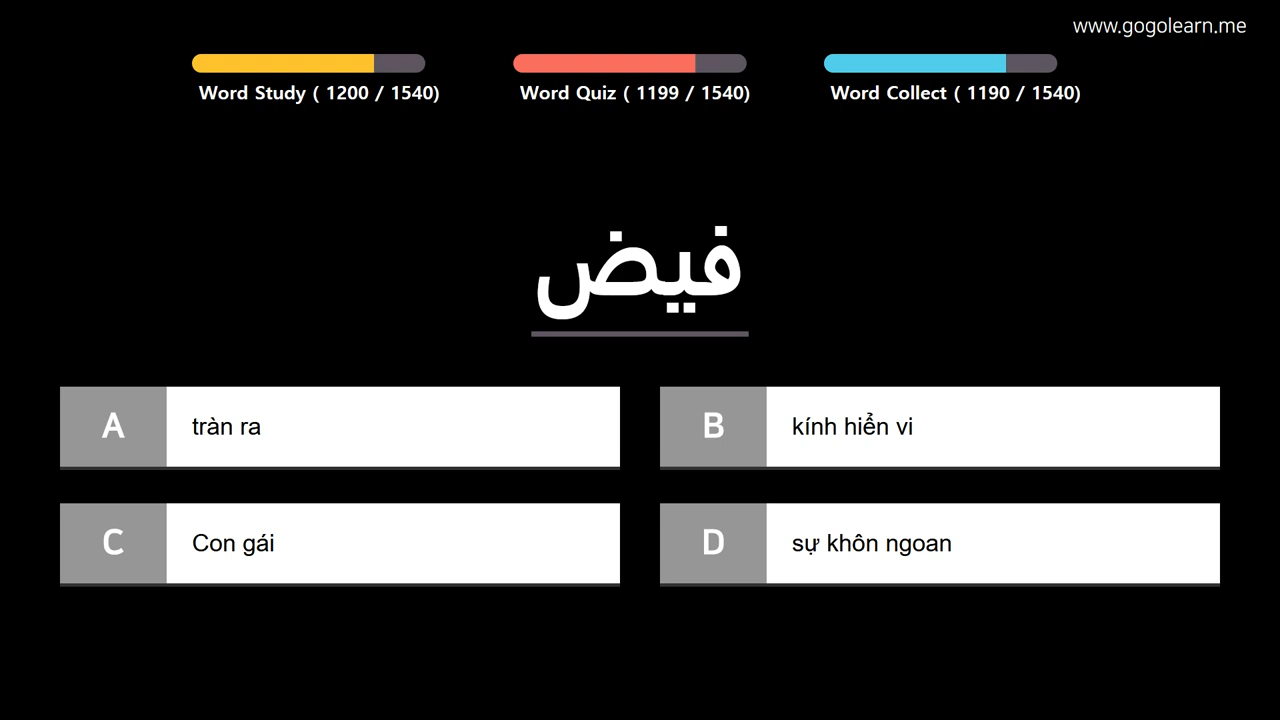 www.gogolearn.me
Word Study ( 1200 / 1540)
Word Quiz ( 1199 / 1540)
Word Collect ( 1190 / 1540)
فيض
A tràn ra
B kính hiển vi
C Con gái
D sự khôn ngoan